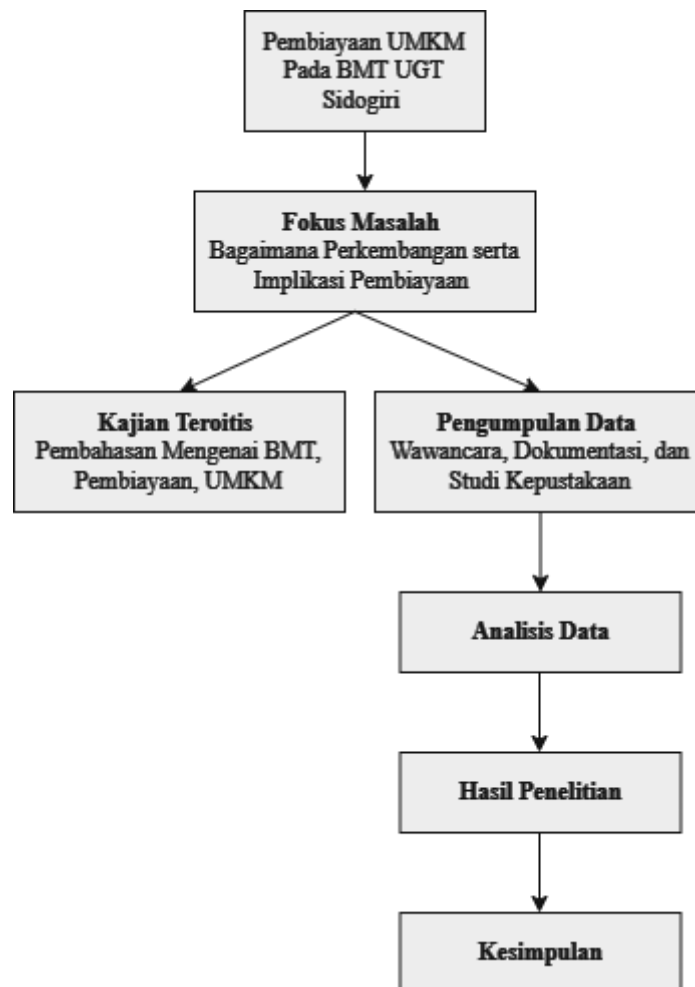 Pembiayaan UMKM
Pada BMT UGT
Sidogiri
Fokus Masalah
Bagaimana Perkembangan serta
Implikasi Pembiayaan
Kajian Teroitis
Pembahasan Mengenai BMT,
Pembiayaan, UMKM
Pengumpulan Data
Wawancara, Dokumentasi, dan
Studi Kepustakaan
Analisis Data
Hasil Penelitian
Kesimpulan